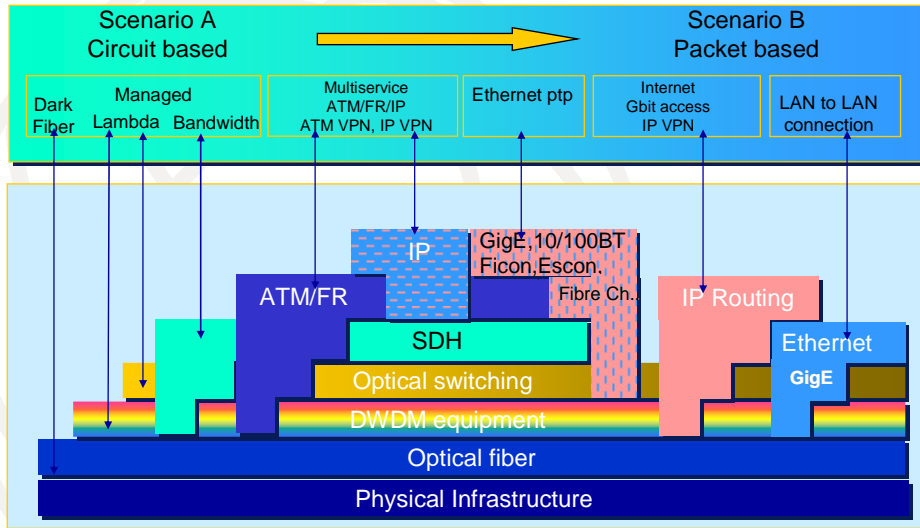 Scenario A
Circuit based
Scenario B
Packet based
Dark
Fiber
Managed
Lambda
Bandwidth
Multiservice
ATM/FR/IP
ATM VPN, IP VPN
Ethernet ptp
Internet
Gbit access
IP VPN
LAN to LAN
connection
IP
GigE,10/100BT
Ficon,Escon.
Fibre Ch..
ATM/FR
IP Routing
SDH
Ethernet
GigE
Optical switching
DWDM equipment
Optical fiber
Physical Infrastructure